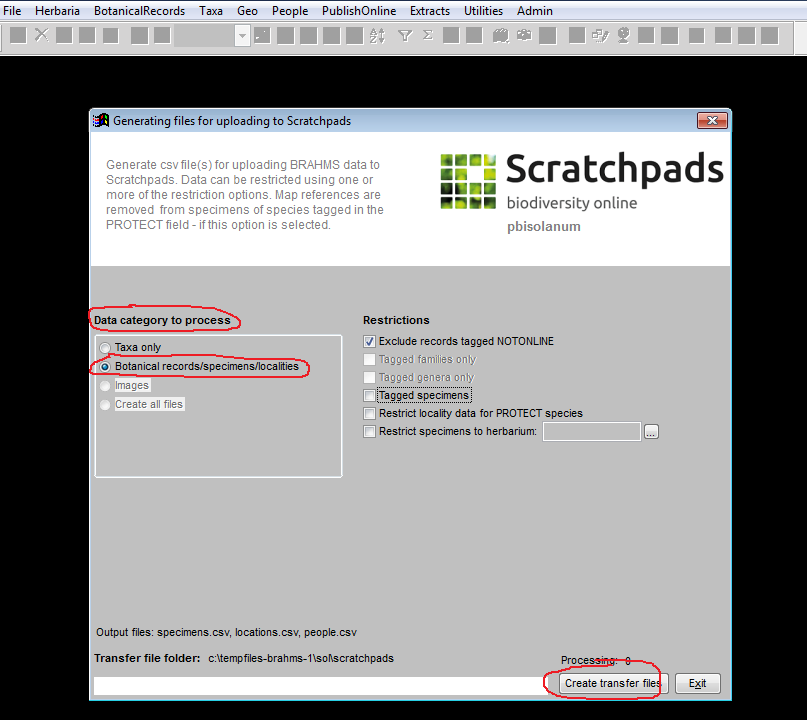 File Herbaria BotanicalRecords Taxa Geo People PublishOnline Extracts Utilities Admin
Generating files for uploading to Scratchpads
Generate csv file(s) for uploading BRAHMS data to
Scratchpads. Data can be restricted using one or
more of the restriction options. Map references are
removed from specimens of species tagged in the
PROTECT field - if this option is selected.
Scratchpads
biodiversity online
pbisolanum
Data category to process
Taxa only
Botanical records/specimens/localities
Images
Create all files
Restrictions
Exclude records tagged NOTONLINE
Tagged families only
Tagged genera only
Tagged specimens
Restrict locality data for PROTECT species
Restrict specimens to herbarium:
...
Output files: specimens.csv, locations.csv, people.csv
Transfer file folder: c:\tempfiles-brahms-1\sol\scratchpads
Processing: 0
Create transfer files
Exit